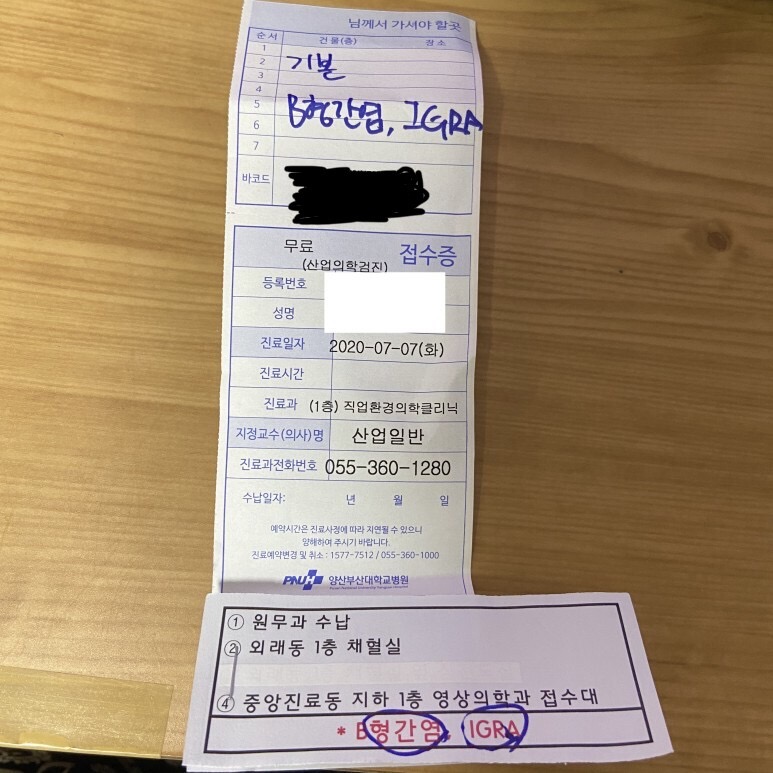 님께서 가셔야 할곳
순서 건물(층) 장소
1
2 기본
3
4
5 B형간염, IGRA
6
7
바코드
무료 접수증
(산업의학검진)
등록번호
성명
진료일자 2020-07-07(화)
진료시간
진료과 (1층) 직업환경의학클리닉
지정교수(의사)명 산업일반
진료과전화번호 055-360-1280
수납일자: 년 월 일
예약시간은 진료사정에 따라 지연될 수 있으니
양해하여 주시기 바랍니다.
진료예약변경 및 취소 : 1577-7512 / 055-360-1000
PNUH 양산부산대학교병원
Pusan National University Yangsan Hospital
① 원무과 수납
② 외래동 1층 채혈실
④ 중앙진료동 지하 1층 영상의학과 접수대
* B형간염, IGRA